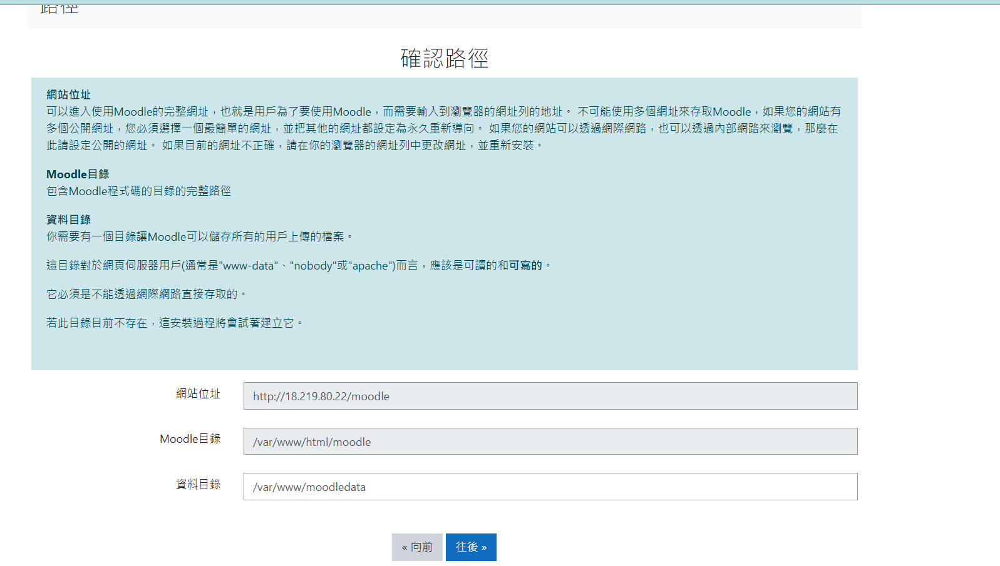 路徑
確認路徑
網站位址
可以進入使用Moodle的完整網址，也就是用戶為了要使用Moodle，而需要輸入到瀏覽器的網址列的地址。 不可能使用多個網址來存取Moodle，如果您的網站有
多個公開網址，您必須選擇一個最簡單的網址，並把其他的網址都設定為永久重新導向。 如果您的網站可以透過網際網路，也可以透過內部網路來瀏覽，那麼在
此請設定公開的網址。 如果目前的網址不正確，請在你的瀏覽器的網址列中更改網址，並重新安裝。
Moodle目錄
包含Moodle程式碼的目錄的完整路徑
資料目錄
你需要有一個目錄讓Moodle可以儲存所有的用戶上傳的檔案。
這目錄對於網頁伺服器用戶(通常是"www-data"、"nobody"或"apache")而言，應該是可讀的和可寫的。
它必須是不能透過網際網路直接存取的。
若此目錄目前不存在，這安裝過程將會試著建立它。
網站位址
http://18.219.80.22/moodle
Moodle目錄
/var/www/html/moodle
資料目錄
/var/www/moodledata
« 向前
往後 »